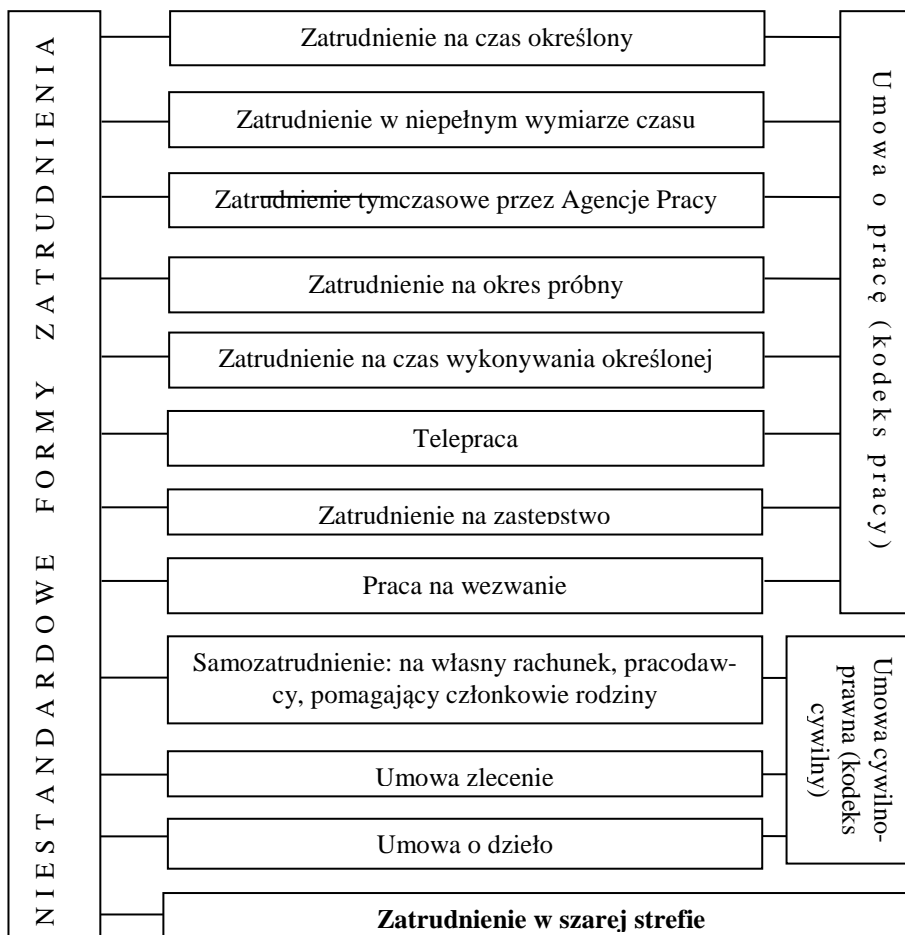 NIESTANDARDOWE FORMY ZATRUDNIENIA
Zatrudnienie na czas określony
Zatrudnienie w niepełnym wymiarze czasu
Zatrudnienie tymczasowe przez Agencje Pracy
Zatrudnienie na okres próbny
Zatrudnienie na czas wykonywania określonej
Telepraca
Zatrudnienie na zastępstwo
Praca na wezwanie
Umowa o pracę (kodeks pracy)
Samozatrudnienie: na własny rachunek, pracodaw-
cy, pomagający członkowie rodziny
Umowa zlecenie
Umowa o dzieło
Umowa cywilno-
prawna (kodeks
cywilny)
Zatrudnienie w szarej strefie